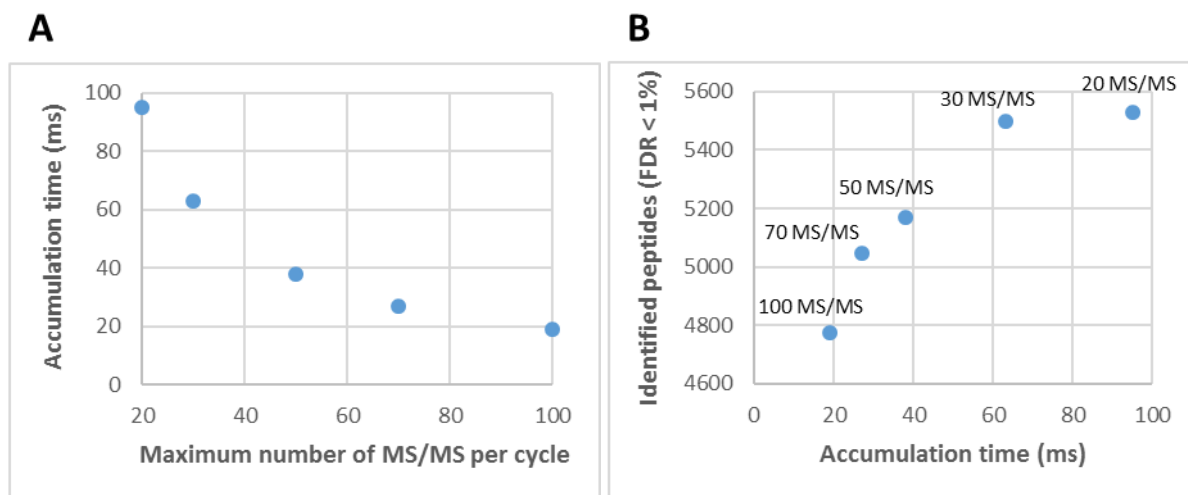 A
Accumulation time (ms)
100
80
60
40
20
0
20 40 60 80 100
Maximum number of MS/MS per cycle
B
Identified peptides (FDR < 1%)
5600
5400
5200
5000
4800
4600
20 MS/MS
30 MS/MS
50 MS/MS
70 MS/MS
100 MS/MS
0 20 40 60 80 100
Accumulation time (ms)